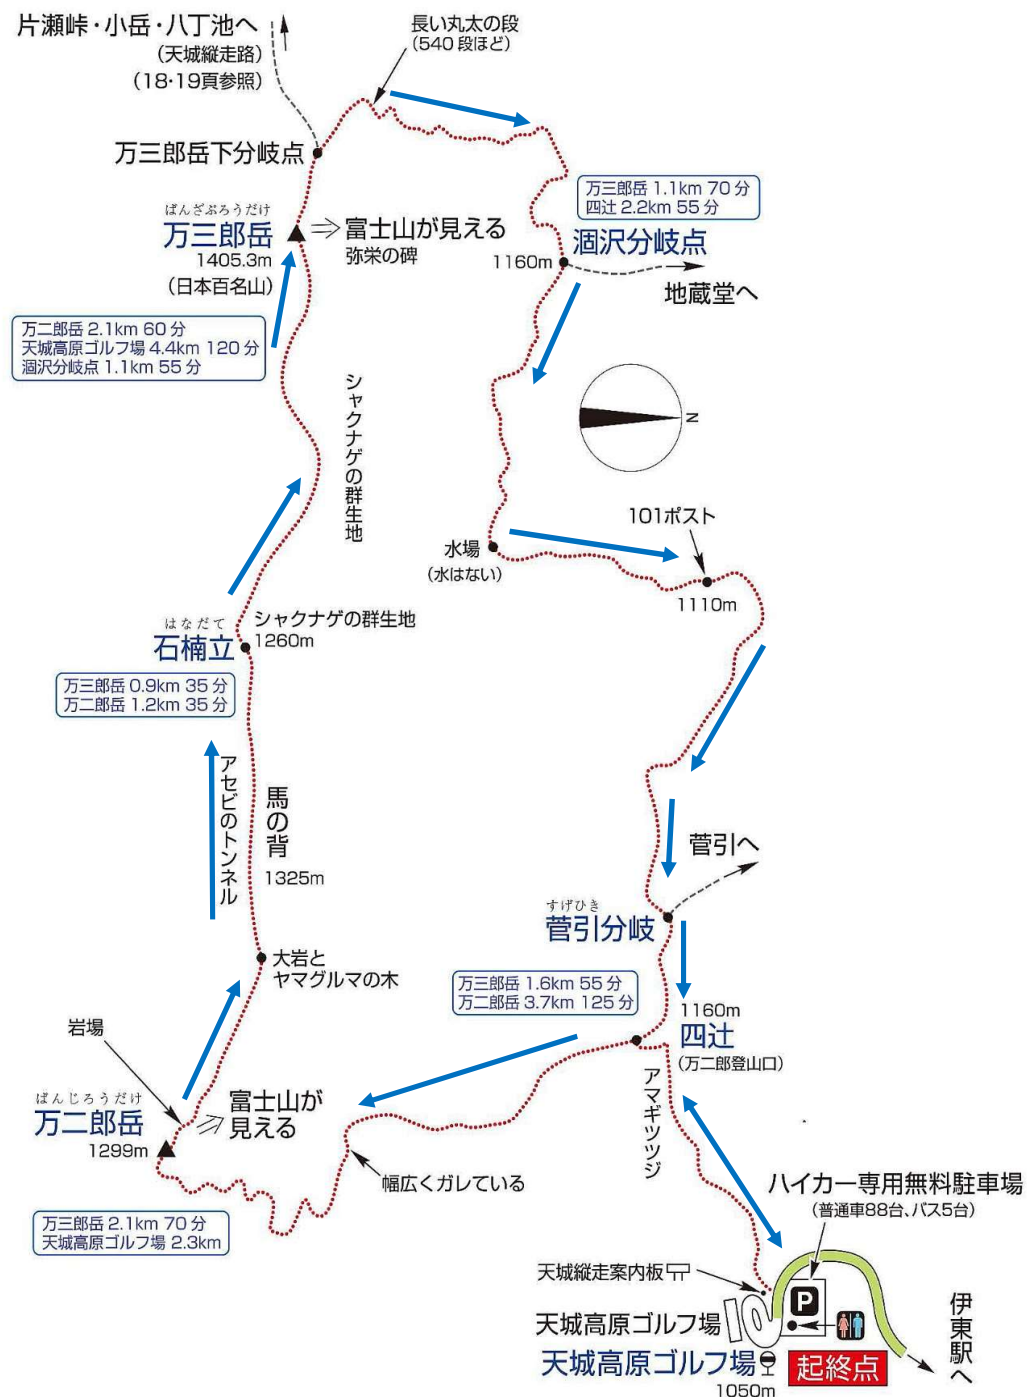 片瀬峠・小岳・八丁池へ
(天城縦走路)
(18・19頁参照)
長い丸太の段
(540段ほど)
万三郎岳下分岐点
ばんざぶろうだけ
万三郎岳
1405.3m
(日本百名山)
富士山が見える
弥栄の碑
万三郎岳 1.1km 70分
四辻 2.2km 55分
涸沢分岐点
1160m
地蔵堂へ
万二郎岳 2.1km 60分
天城高原ゴルフ場 4.4km 120分
涸沢分岐点 1.1km 55分
シャクナゲの群生地
N
水場
(水はない)
101ポスト
1110m
はなだて
石楠立
シャクナゲの群生地
1260m
万三郎岳 0.9km 35分
万二郎岳 1.2km 35分
アセビのトンネル
馬の背
1325m
菅引へ
すげひき
菅引分岐
大岩と
ヤマグルマの木
万三郎岳 1.6km 55分
万二郎岳 3.7km 125分
1160m
四辻
(万二郎登山口)
岩場
ばんじろうだけ
万二郎岳
1299m
富士山が
見える
アマギツツジ
幅広くガレている
万三郎岳 2.1km 70分
天城高原ゴルフ場 2.3km
ハイカー専用無料駐車場
(普通車88台、バス5台)
天城縦走案内板
P
天城高原ゴルフ場
天城高原ゴルフ場
1050m
起終点
伊東駅へ